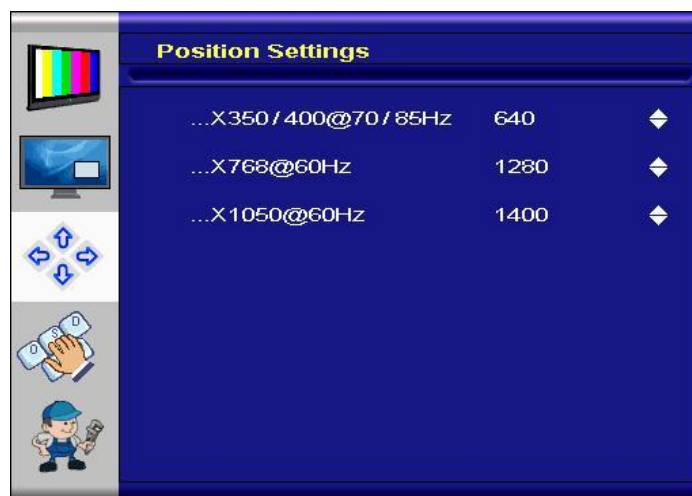 Position Settings
...X350/400@70/85Hz 640
...X768@60Hz 1280
...X1050@60Hz 1400
O S D